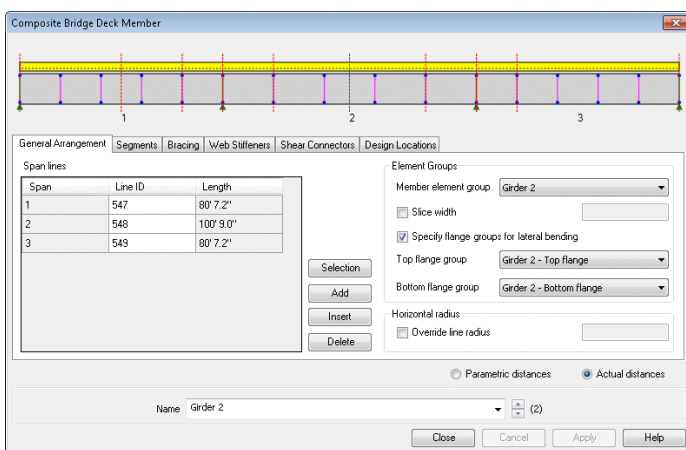 Composite Bridge Deck Member
1 2 3
General Arrangement Segments Bracing Web Stiffeners Shear Connectors Design Locations
Span lines
Span Line ID Length
1 547 80' 7.2"
2 548 100' 9.0"
3 549 80' 7.2"
Selection
Add
Insert
Delete
Element Groups
Member element group Girder 2
Slice width
Specify flange groups for lateral bending
Top flange group Girder 2 - Top flange
Bottom flange group Girder 2 - Bottom flange
Horizontal radius
Override line radius
Parametric distances Actual distances
Name Girder 2 (2)
Close Cancel Apply Help